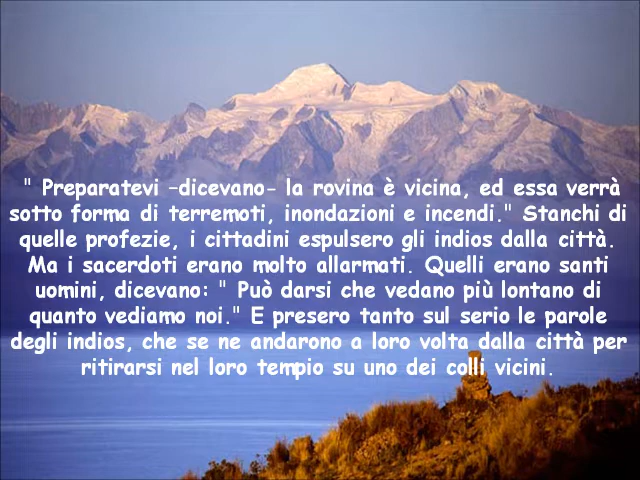 " Preparatevi –dicevano- la rovina è vicina, ed essa verrà
sotto forma di terremoti, inondazioni e incendi." Stanchi di
quelle profezie, i cittadini espulsero gli indios dalla città.
Ma i sacerdoti erano molto allarmati. Quelli erano santi
uomini, dicevano: " Può darsi che vedano più lontano di
quanto vediamo noi." E presero tanto sul serio le parole
degli indios, che se ne andarono a loro volta dalla città per
ritirarsi nel loro tempio su uno dei colli vicini.